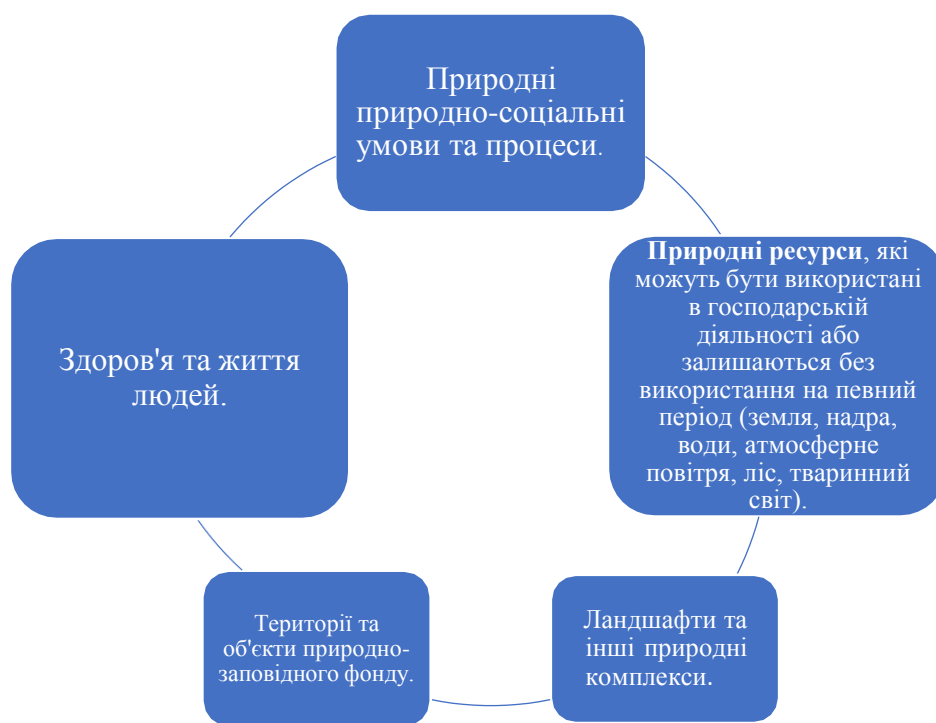 Природні
природно-соціальні
умови та процеси.
Природні ресурси, які
можуть бути використані
в господарській
діяльності або
залишаються без
використання на певний
період (земля, надра,
води, атмосферне
повітря, ліс, тваринний
світ).
Здоров'я та життя
людей.
Території та
об'єкти природно-
заповідного фонду.
Ландшафти та
інші природні
комплекси.